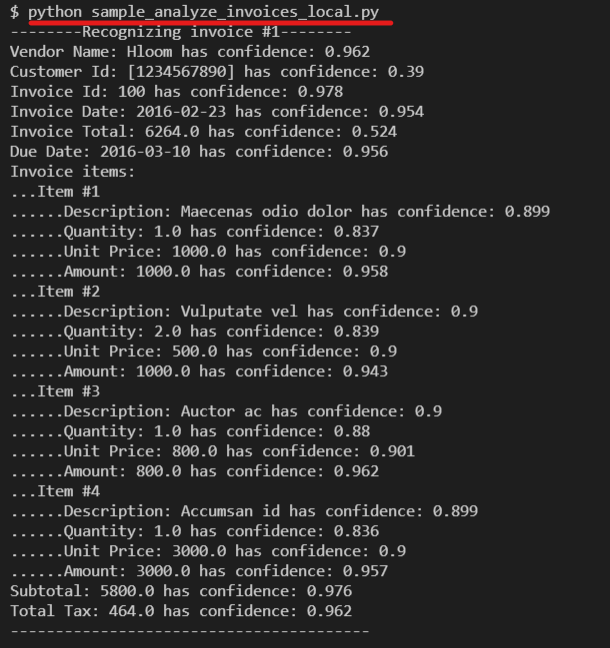 $ python sample_analyze_invoices_local.py
--------Recognizing invoice #1--------
Vendor Name: Hloom has confidence: 0.962
Customer Id: [1234567890] has confidence: 0.39
Invoice Id: 100 has confidence: 0.978
Invoice Date: 2016-02-23 has confidence: 0.954
Invoice Total: 6264.0 has confidence: 0.524
Due Date: 2016-03-10 has confidence: 0.956
Invoice items:
...Item #1
......Description: Maecenas odio dolor has confidence: 0.899
......Quantity: 1.0 has confidence: 0.837
......Unit Price: 1000.0 has confidence: 0.9
......Amount: 1000.0 has confidence: 0.958
...Item #2
......Description: Vulputate vel has confidence: 0.9
......Quantity: 2.0 has confidence: 0.839
......Unit Price: 500.0 has confidence: 0.9
......Amount: 1000.0 has confidence: 0.943
...Item #3
......Description: Auctor ac has confidence: 0.9
......Quantity: 1.0 has confidence: 0.88
......Unit Price: 800.0 has confidence: 0.901
......Amount: 800.0 has confidence: 0.962
...Item #4
......Description: Accumsan id has confidence: 0.899
......Quantity: 1.0 has confidence: 0.836
......Unit Price: 3000.0 has confidence: 0.9
......Amount: 3000.0 has confidence: 0.957
Subtotal: 5800.0 has confidence: 0.976
Total Tax: 464.0 has confidence: 0.962
----------------------------------------